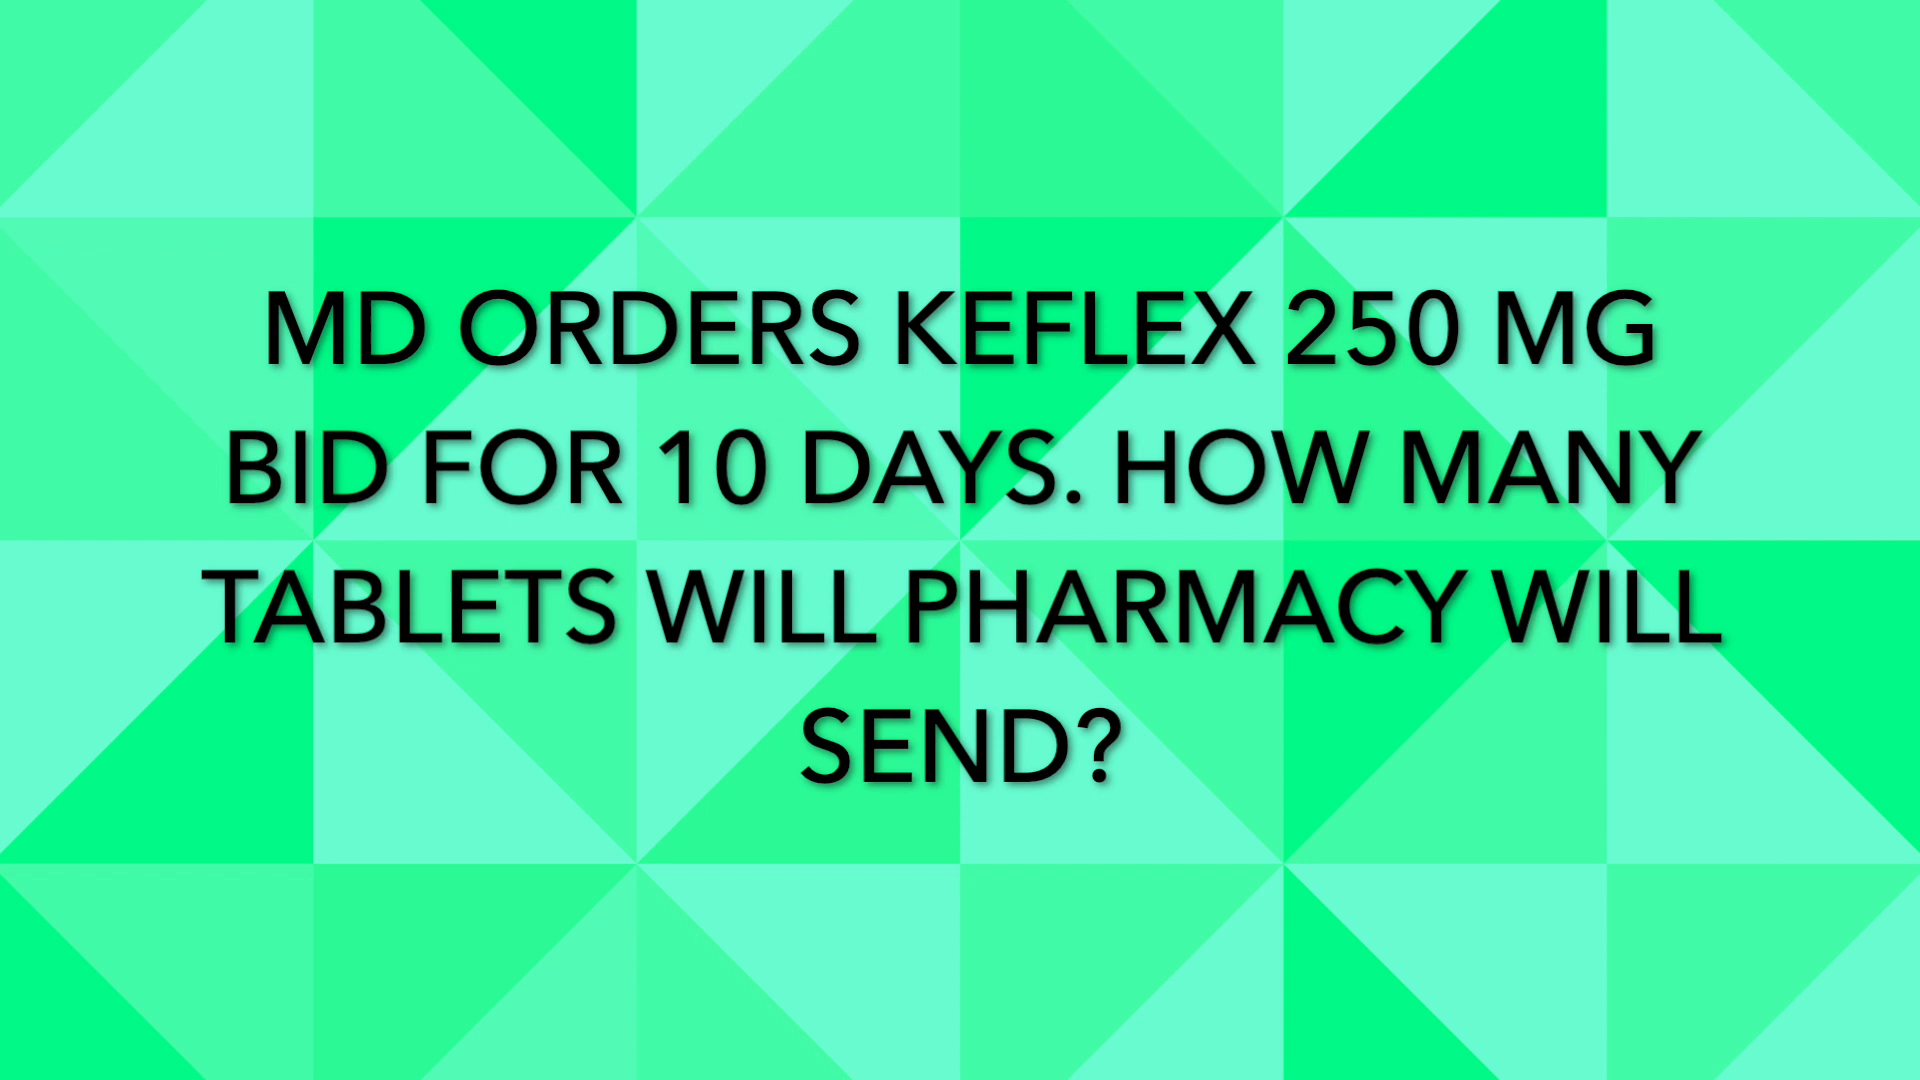 MD ORDERS KEFLEX 250 MG
BID FOR 10 DAYS. HOW MANY
TABLETS WILL PHARMACY WILL
SEND?